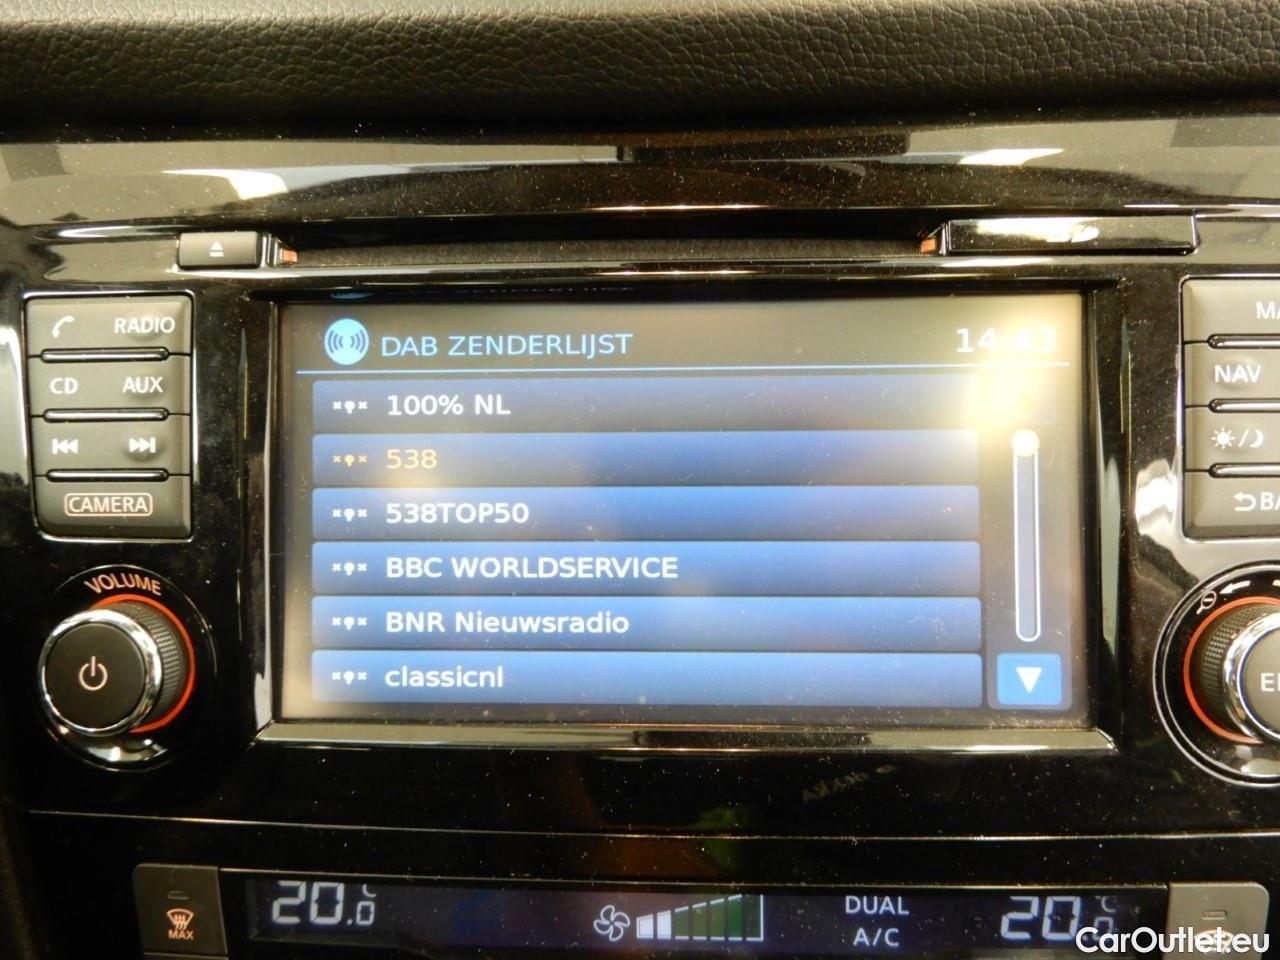 RADIO
CD AUX
CAMERA
VOLUME
DAB ZENDERLIJST 14:43
100% NL
538
538TOP50
BBC WORLDSERVICE
BNR Nieuwsradio
classicnl
NAV
MAX
20.0 °C
DUAL
A/C
20.0 °C
CarOutlet.eu